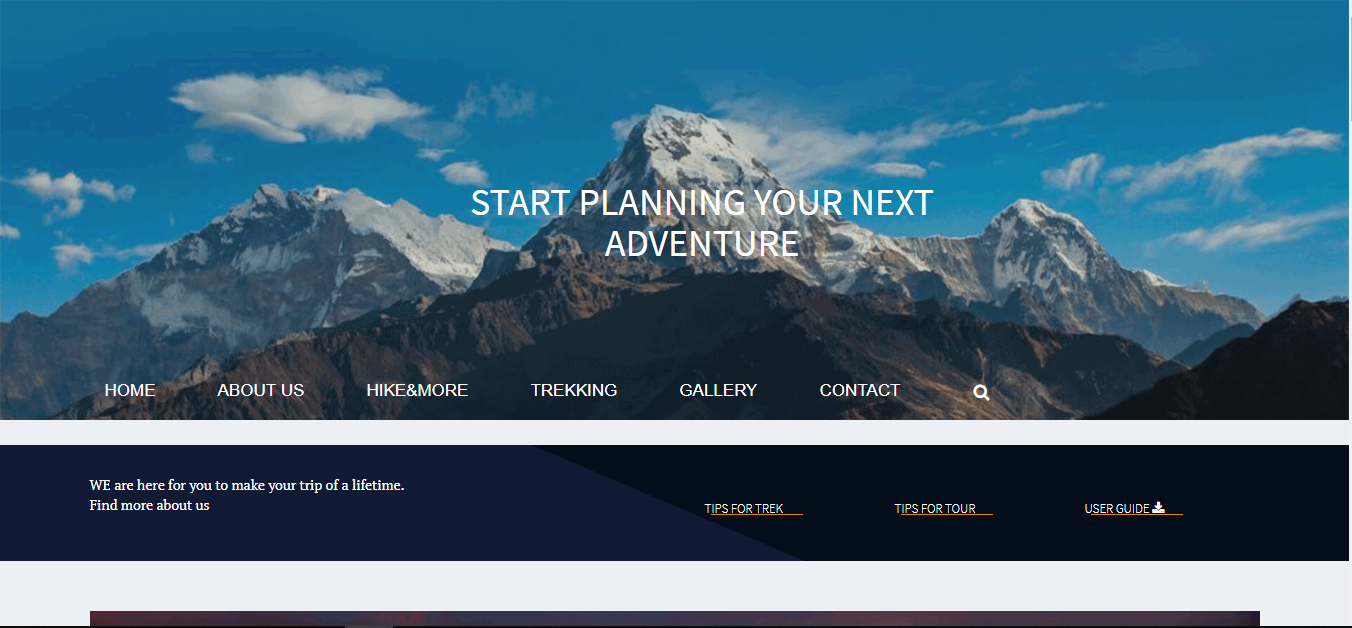 START PLANNING YOUR NEXT
ADVENTURE
HOME ABOUT US HIKE&MORE TREKKING GALLERY CONTACT
WE are here for you to make your trip of a lifetime.
Find more about us
TIPS FOR TREK TIPS FOR TOUR USER GUIDE